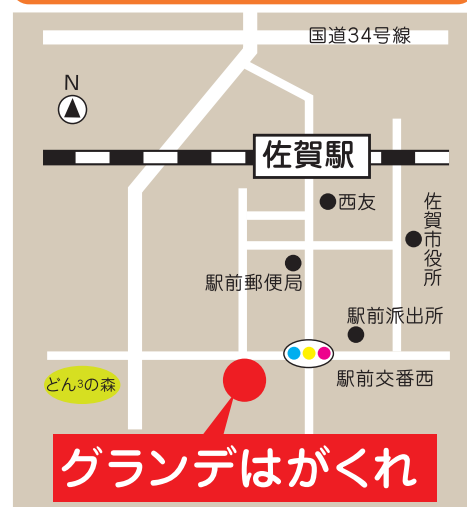 国道34号線
N
佐賀駅
西友
佐賀市役所
駅前郵便局
駅前派出所
どん3の森
駅前交番西
グランデはがくれ